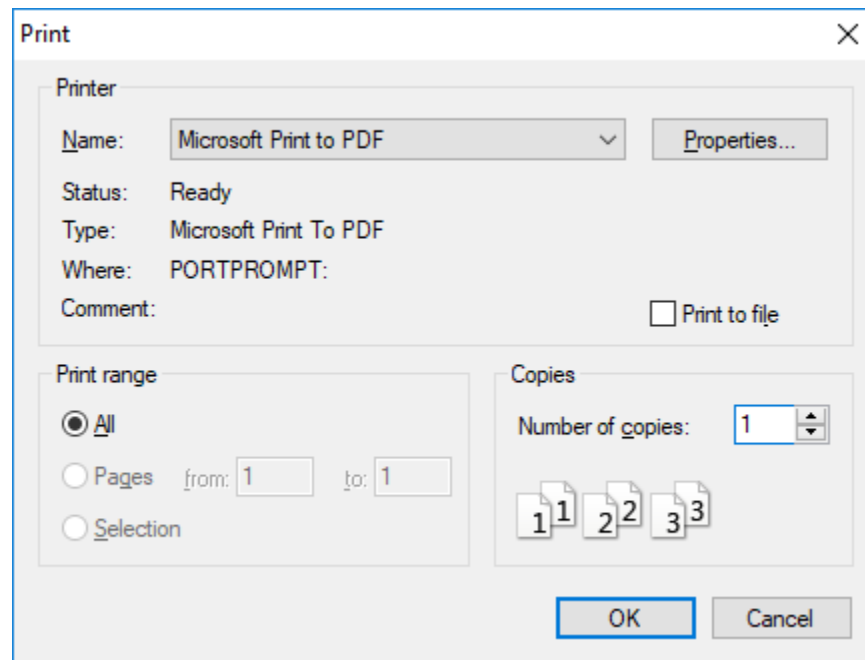 Print
Printer
Name: Microsoft Print to PDF Properties...
Status: Ready
Type: Microsoft Print To PDF
Where: PORTPROMPT:
Comment: Print to file
Print range
All
Pages from: 1 to: 1
Selection
Copies
Number of copies: 1
1 1 2 2 3 3
OK Cancel